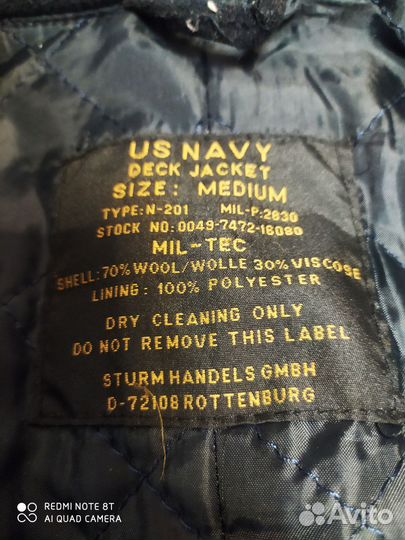 US NAVY
DECK JACKET
SIZE: MEDIUM
TYPE: N-201 MIL-P:2830
STOCK NO: 0049-7472-16080
MIL-TEC
SHELL: 70% WOOL/WOLLE 30% VISCOSE
LINING: 100% POLYESTER
DRY CLEANING ONLY
DO NOT REMOVE THIS LABEL
STURM HANDELS GMBH
D-72108 ROTTENBURG
REDMI NOTE 8T
AI QUAD CAMERA
Avito